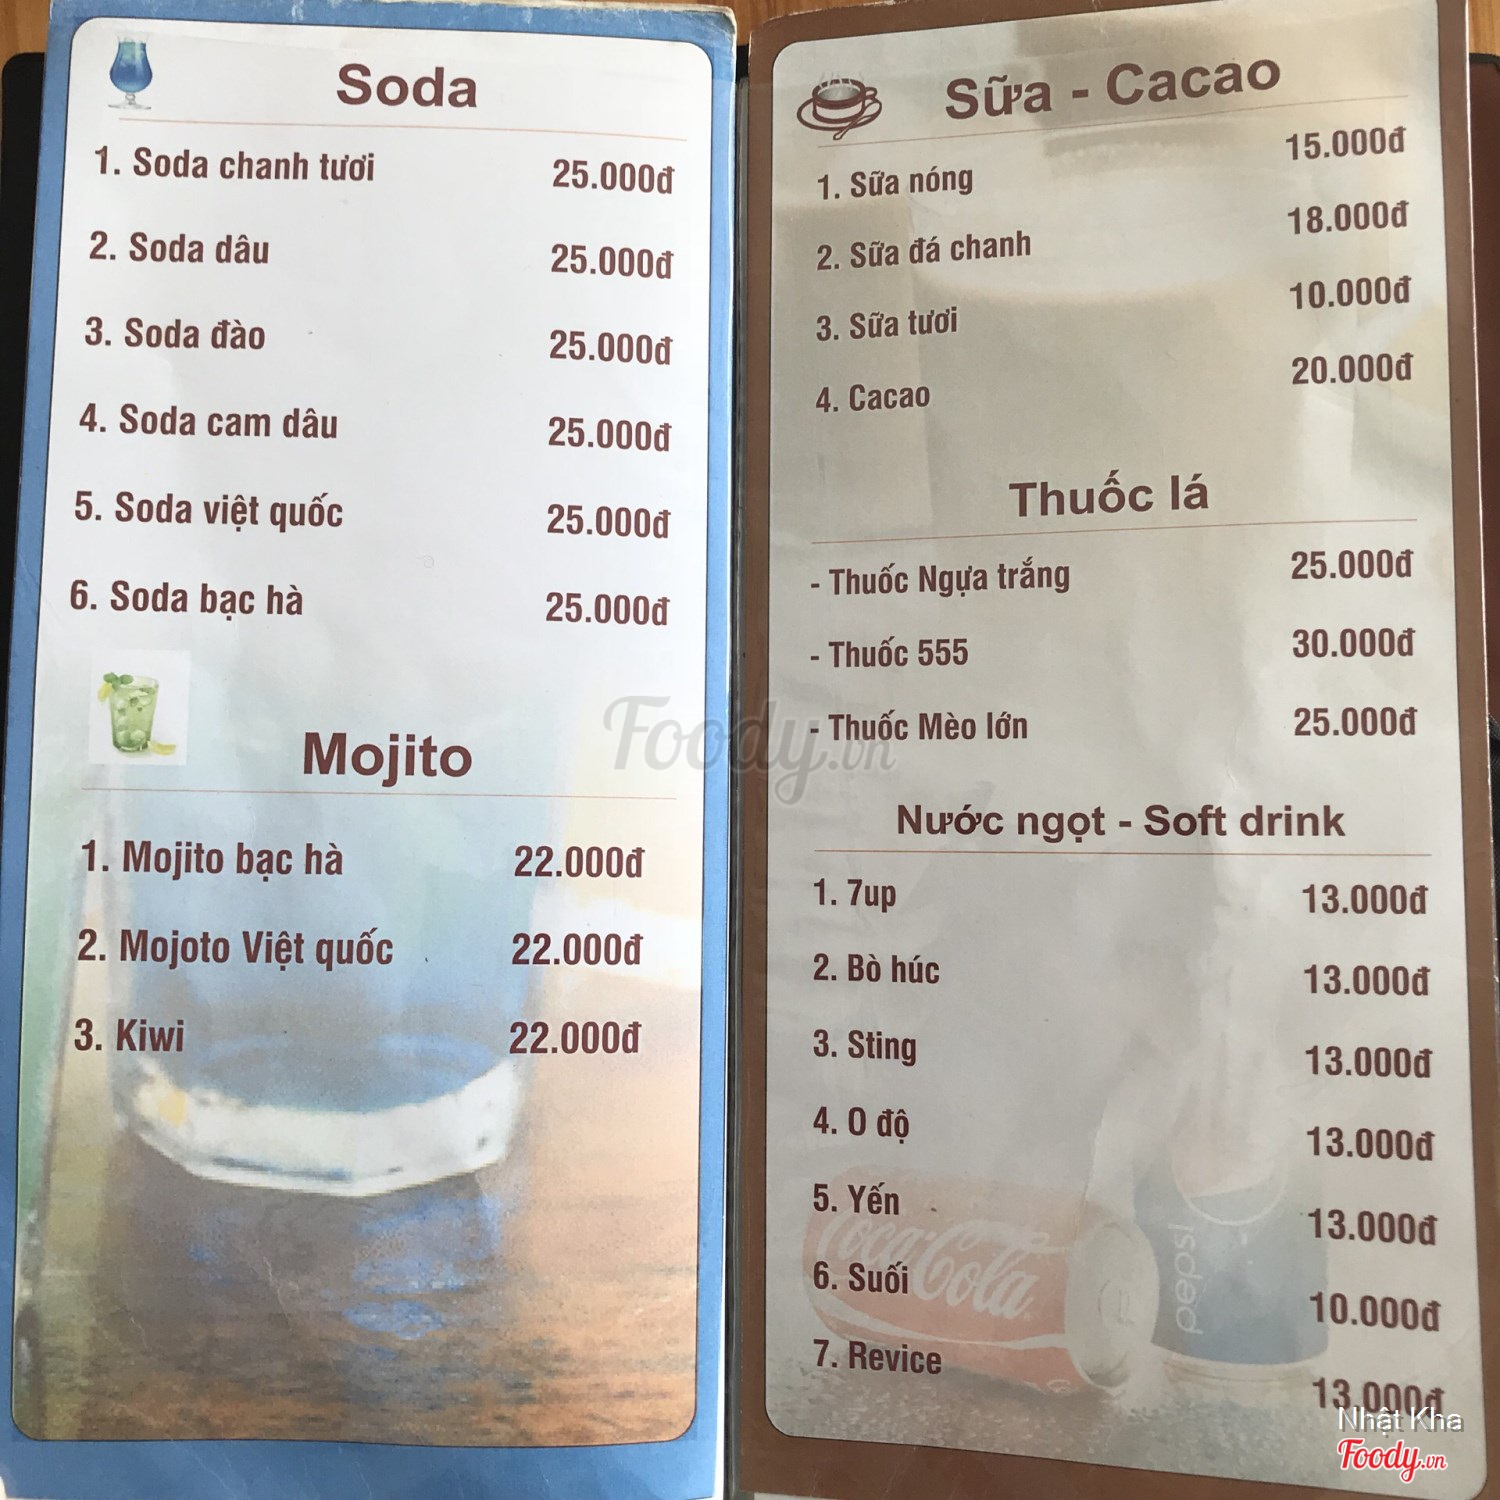 Soda
1. Soda chanh tươi 25.000đ
2. Soda dâu 25.000đ
3. Soda đào 25.000đ
4. Soda cam dâu 25.000đ
5. Soda việt quốc 25.000đ
6. Soda bạc hà 25.000đ
Mojito
1. Mojito bạc hà 22.000đ
2. Mojoto Việt quốc 22.000đ
3. Kiwi 22.000đ
Sữa - Cacao
1. Sữa nóng 15.000đ
2. Sữa đá chanh 18.000đ
3. Sữa tươi 10.000đ
4. Cacao 20.000đ
Thuốc lá
- Thuốc Ngựa trắng 25.000đ
- Thuốc 555 30.000đ
- Thuốc Mèo lớn 25.000đ
Nước ngọt - Soft drink
1. 7up 13.000đ
2. Bò húc 13.000đ
3. Sting 13.000đ
4. O độ 13.000đ
5. Yến 13.000đ
6. Suối 10.000đ
7. Revice 13.000đ
Coca-Cola
pepsi
Foody.vn
Nhật Kha
Foody.vn